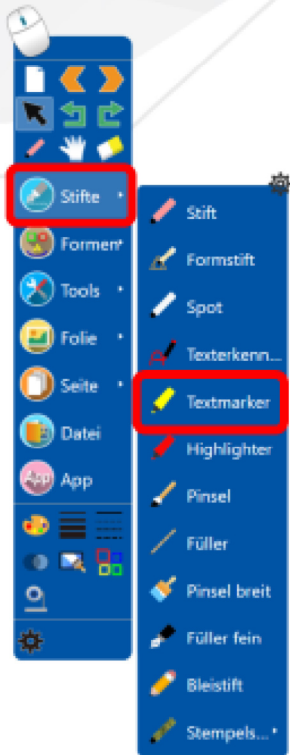 Stifte
Formen
Tools
Folie
Seite
Datei
App
App
Stift
Formstift
Spot
Texterkenn...
Textmarker
Highlighter
Pinsel
Füller
Pinsel breit
Füller fein
Bleistift
Stempels...